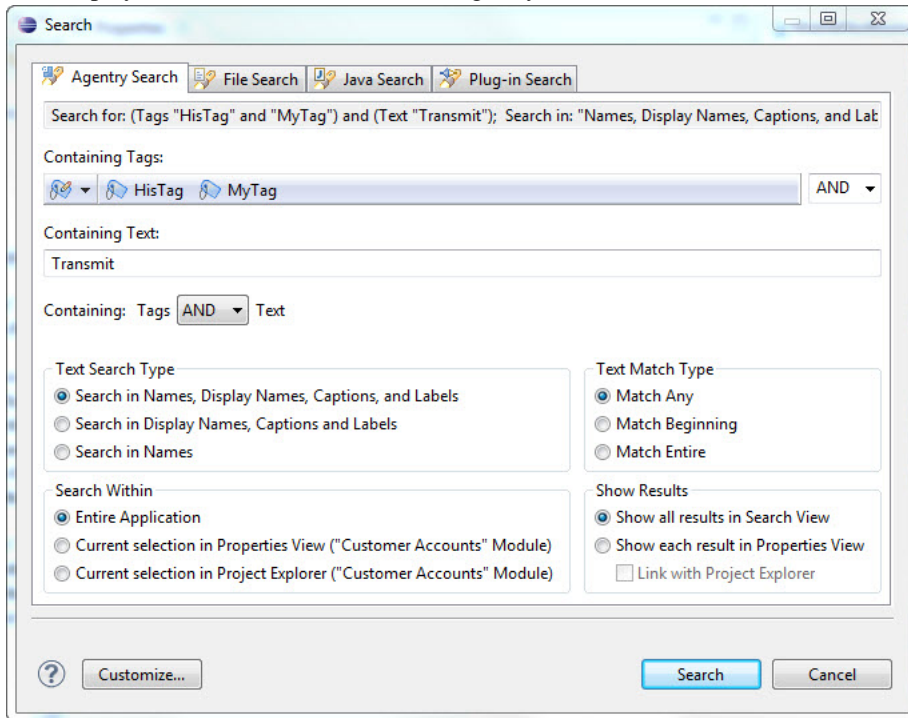 Search
Agentry Search File Search Java Search Plug-in Search
Search for: (Tags "HisTag" and "MyTag") and (Text "Transmit"); Search in: "Names, Display Names, Captions, and Lab
Containing Tags:
HisTag MyTag AND
Containing Text:
Transmit
Containing: Tags AND Text
Text Search Type
Search in Names, Display Names, Captions, and Labels
Search in Display Names, Captions and Labels
Search in Names
Text Match Type
Match Any
Match Beginning
Match Entire
Search Within
Entire Application
Current selection in Properties View ("Customer Accounts" Module)
Current selection in Project Explorer ("Customer Accounts" Module)
Show Results
Show all results in Search View
Show each result in Properties View
Link with Project Explorer
? Customize... Search Cancel